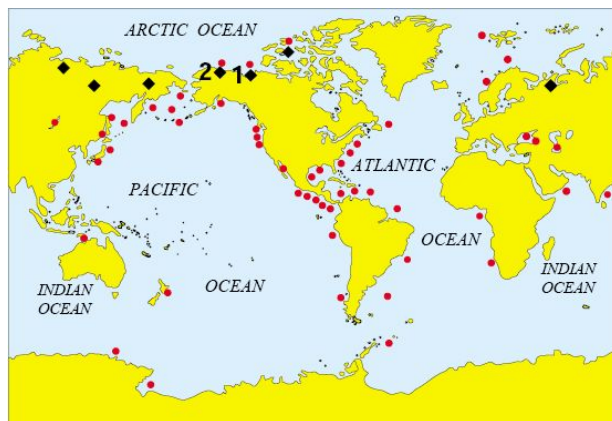 ARCTIC OCEAN
2 1
ATLANTIC
PACIFIC
OCEAN
INDIAN
OCEAN
OCEAN
INDIAN
OCEAN